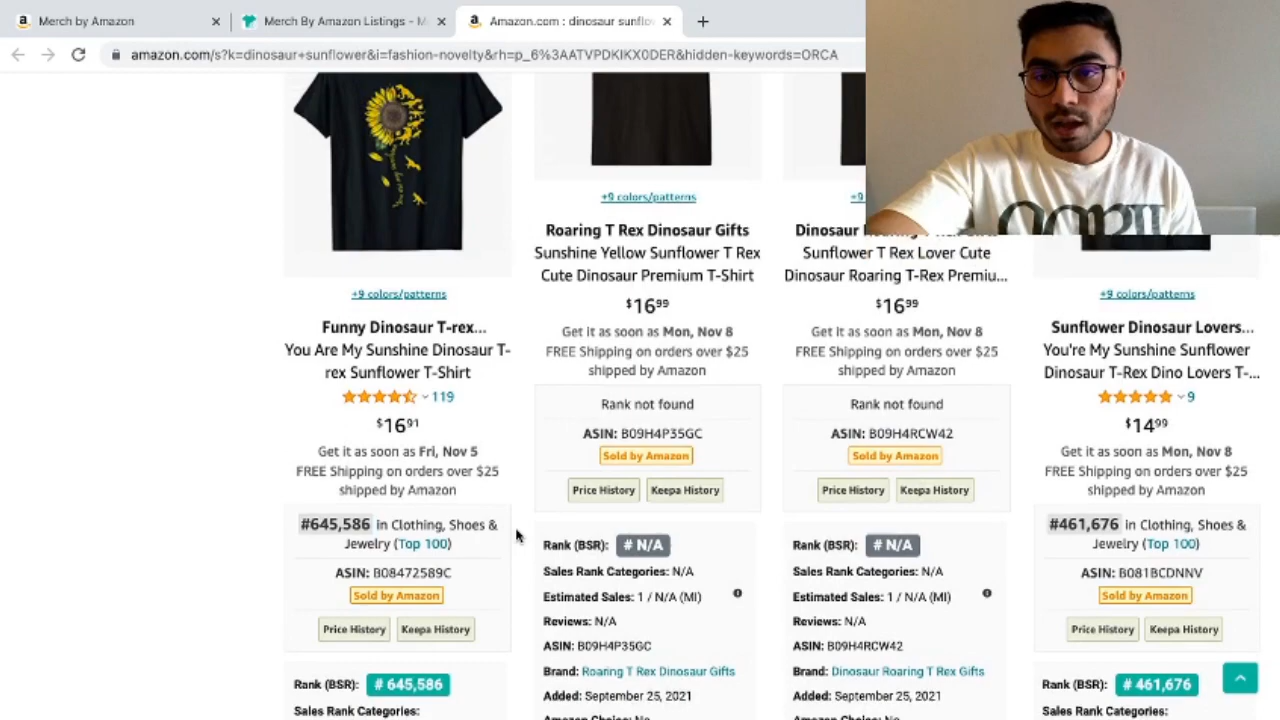 Merch by Amazon
Merch By Amazon Listings - M
Amazon.com : dinosaur sunflo
amazon.com/s?k=dinosaur+sunflower&i=fashion-novelty&rh=p_6%3AATVPDKIKX0DER&hidden-keywords=ORCA
+9 colors/patterns
Funny Dinosaur T-rex...
You Are My Sunshine Dinosaur T-
rex Sunflower T-Shirt
119
$16.91
Get it as soon as Fri, Nov 5
FREE Shipping on orders over $25
shipped by Amazon
#645,586 in Clothing, Shoes &
Jewelry (Top 100)
ASIN: B08472589C
Sold by Amazon
Price History
Keepa History
Rank (BSR): # 645,586
Sales Rank Categories:
+9 colors/patterns
Roaring T Rex Dinosaur Gifts
Sunshine Yellow Sunflower T Rex
Cute Dinosaur Premium T-Shirt
$16.99
Get it as soon as Mon, Nov 8
FREE Shipping on orders over $25
shipped by Amazon
Rank not found
ASIN: B09H4P35GC
Sold by Amazon
Price History
Keepa History
Rank (BSR): # N/A
Sales Rank Categories: N/A
Estimated Sales: 1 / N/A (MI)
Reviews: N/A
ASIN: B09H4P35GC
Brand: Roaring T Rex Dinosaur Gifts
Added: September 25, 2021
Amazon Choice: No
+9
Dinosaur
Sunflower T Rex Lover Cute
Dinosaur Roaring T-Rex Premiu...
$16.99
Get it as soon as Mon, Nov 8
FREE Shipping on orders over $25
shipped by Amazon
Rank not found
ASIN: B09H4RCW42
Sold by Amazon
Price History
Keepa History
Rank (BSR): # N/A
Sales Rank Categories: N/A
Estimated Sales: 1 / N/A (MI)
Reviews: N/A
ASIN: B09H4RCW42
Brand: Dinosaur Roaring T Rex Gifts
Added: September 25, 2021
Amazon Choice: No
+9 colors/patterns
Sunflower Dinosaur Lovers...
You're My Sunshine Sunflower
Dinosaur T-Rex Dino Lovers T-...
9
$14.99
Get it as soon as Mon, Nov 8
FREE Shipping on orders over $25
shipped by Amazon
#461,676 in Clothing, Shoes &
Jewelry (Top 100)
ASIN: B081BCDNNV
Sold by Amazon
Price History
Keepa History
Rank (BSR): # 461,676
Sales Rank Categories: